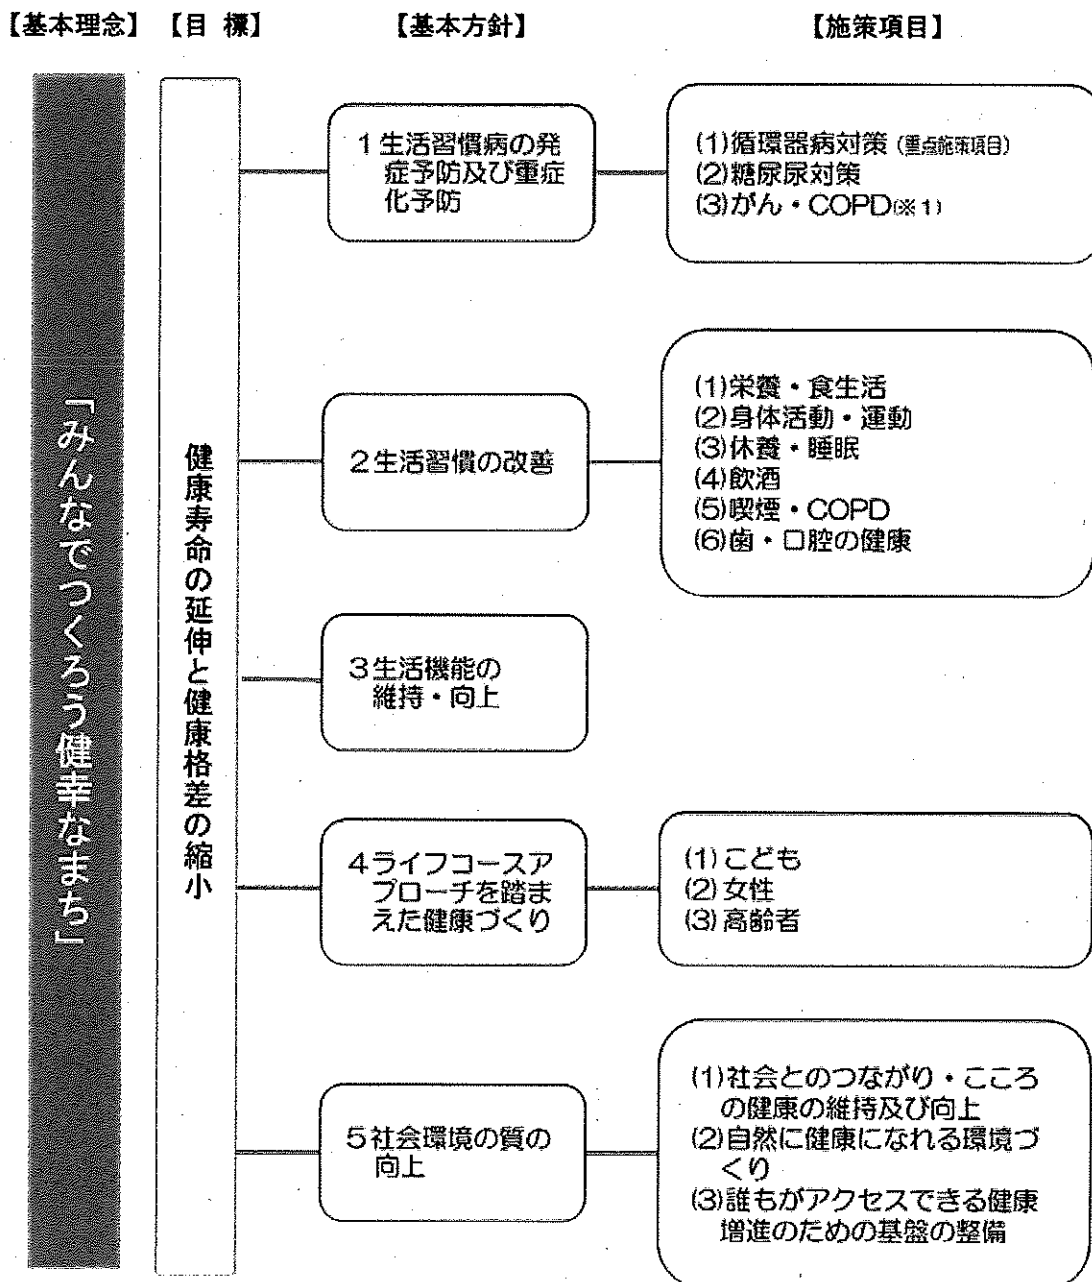 【基本理念】 【目 標】 【基本方針】 【施策項目】
「みんなでつくろう健幸なまち」
健康寿命の延伸と健康格差の縮小
1 生活習慣病の発
症予防及び重症
化予防
(1)循環器病対策(重点施策項目)
(2)糖尿尿対策
(3)がん・COPD(※1)
2 生活習慣の改善
(1)栄養・食生活
(2)身体活動・運動
(3)休養・睡眠
(4)飲酒
(5)喫煙・COPD
(6)歯・口腔の健康
3 生活機能の
維持・向上
4 ライフコースア
プローチを踏ま
えた健康づくり
(1)こども
(2)女性
(3)高齢者
5 社会環境の質の
向上
(1)社会とのつながり・こころ
の健康の維持及び向上
(2)自然に健康になれる環境づ
くり
(3)誰もがアクセスできる健康
増進のための基盤の整備